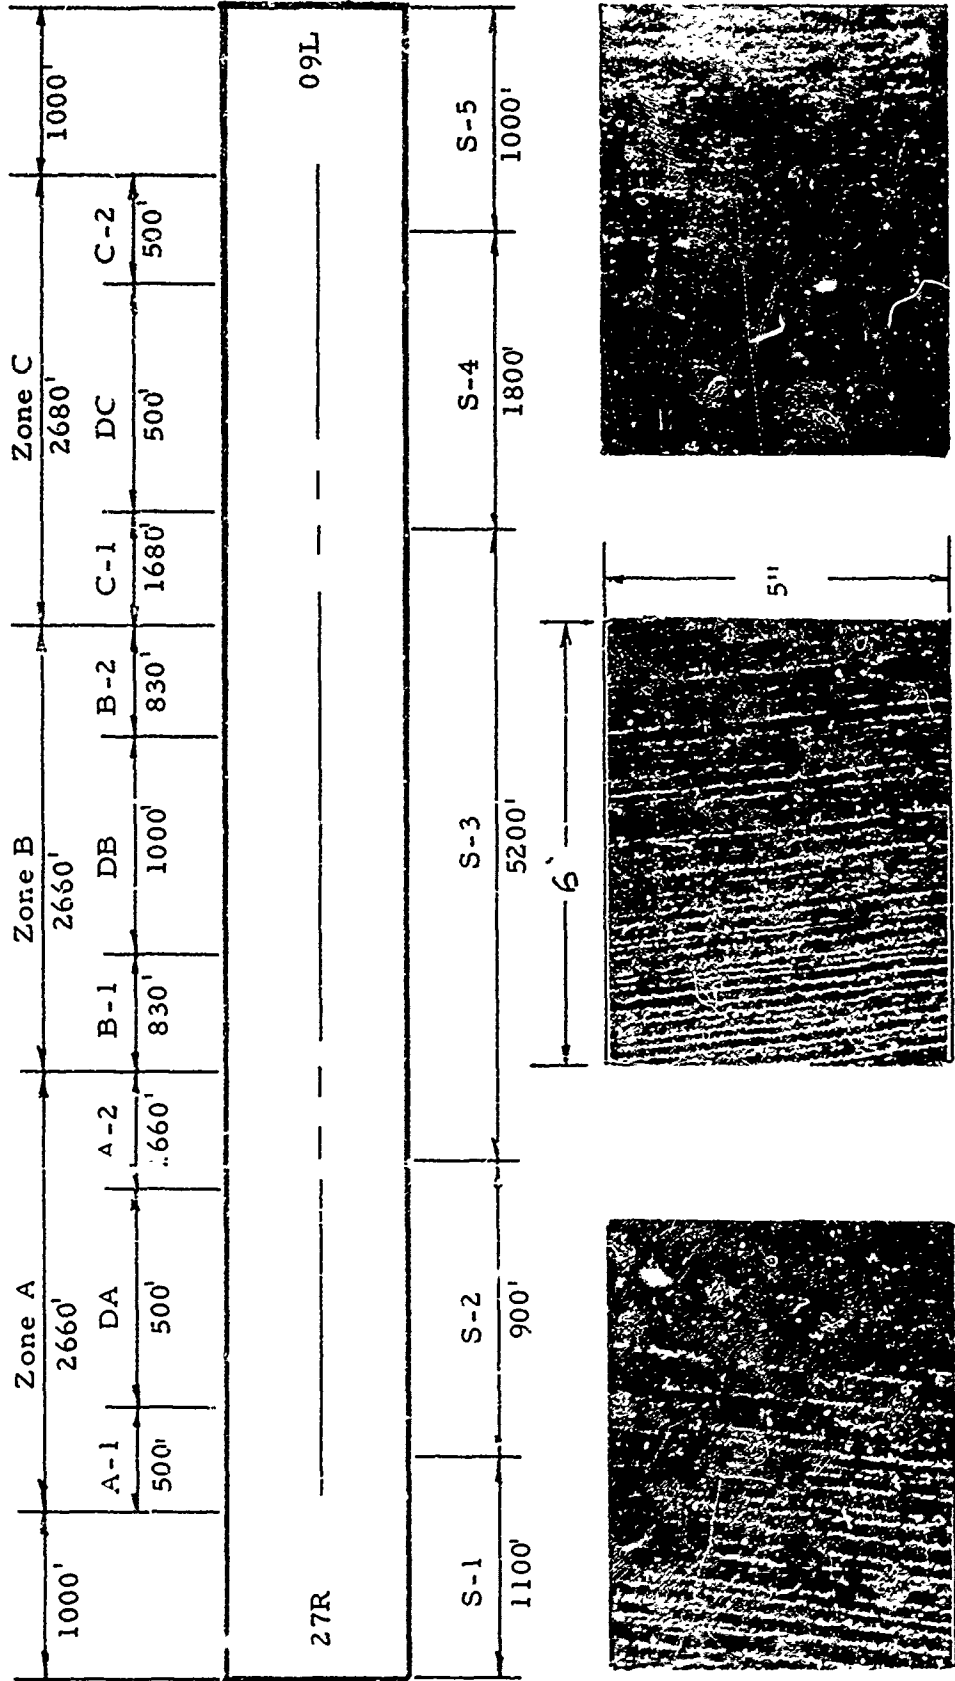 1000'
Zone A
2660'
Zone B
2660'
Zone C
2680'
1000'
A-1
500'
DA
500'
A-2
660'
B-1
830'
DB
1000'
B-2
830'
C-1
1680'
DC
500'
C-2
500'
27R
09L
S-1
1100'
S-2
900'
S-3
5200'
S-4
1800'
S-5
1000'
6'
5"